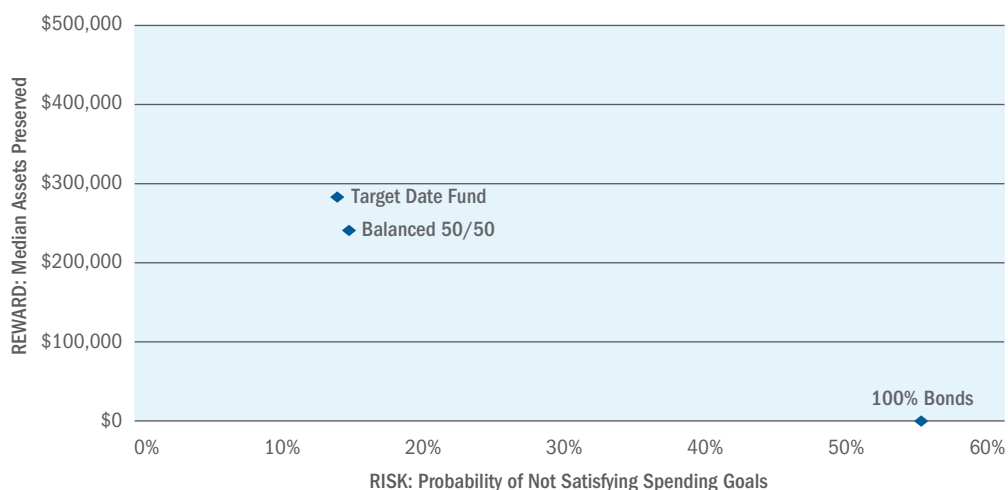 $500,000
$400,000
$300,000
$200,000
$100,000
$0
REWARD: Median Assets Preserved
Target Date Fund
Balanced 50/50
100% Bonds
0% 10% 20% 30% 40% 50% 60%
RISK: Probability of Not Satisfying Spending Goals